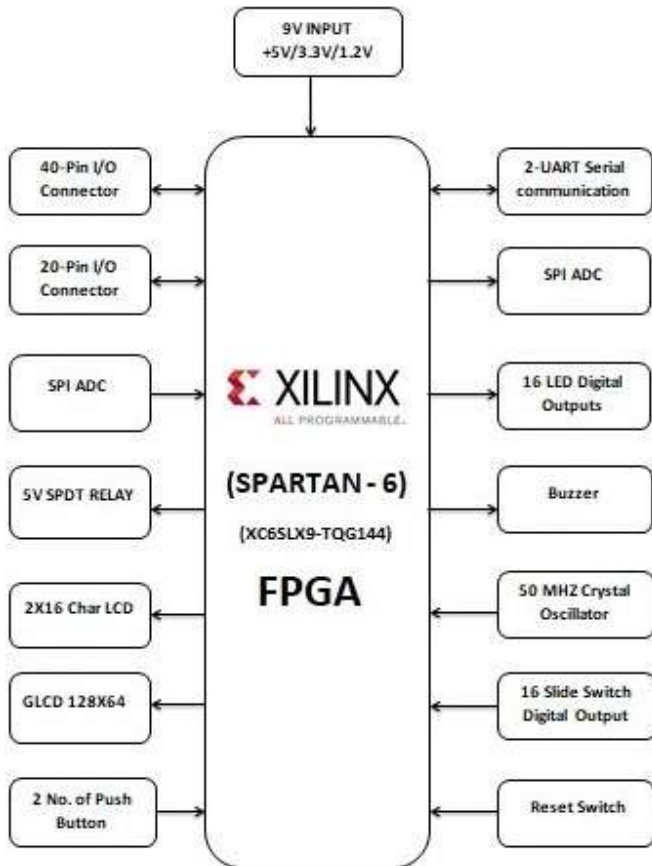 9V INPUT
+5V/3.3V/1.2V
40-Pin I/O
Connector
20-Pin I/O
Connector
SPI ADC
5V SPDT RELAY
2X16 Char LCD
GLCD 128X64
2 No. of Push
Button
XILINX
ALL PROGRAMMABLE.
(SPARTAN - 6)
(XC6SLX9-TQG144)
FPGA
2-UART Serial
communication
SPI ADC
16 LED Digital
Outputs
Buzzer
50 MHZ Crystal
Oscillator
16 Slide Switch
Digital Output
Reset Switch